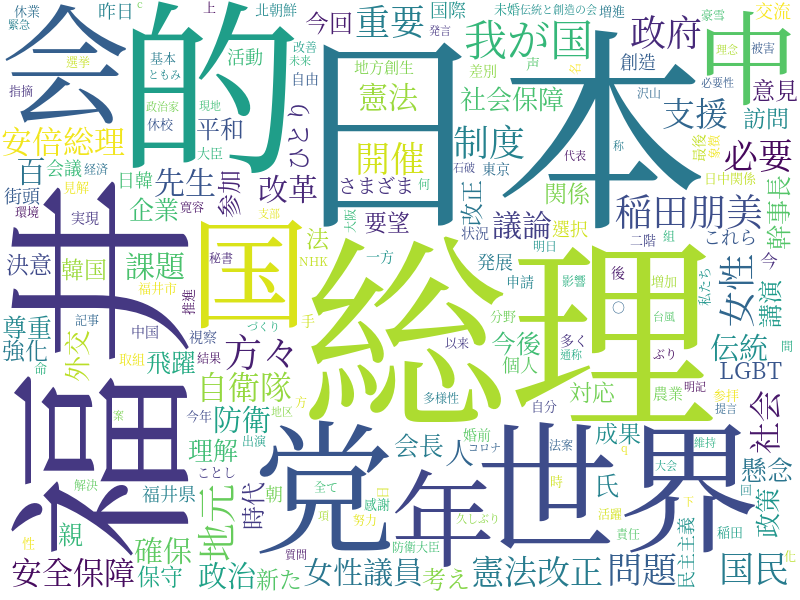 休業
昨日
c
上
北朝鮮
今回
重要
国際
未婚伝統と創造の会
増進
豪雪
交流
緊急
会
的
日本
発言
我が国
政府
中
理念
被害
選挙
基本
ともみ
活動
改善
未来
自由
地方創生
差別
声
名
創造
必要性
意見
指摘
政治家
現地
憲法
社会保障
沢山
安倍総理
休校
平和
りとり
開催
制度
支援
訪問
百
会議
大臣
経済
石破
東京
代表
称
最後
必要
街頭
見解
日韓
先生
参加
改革
さまざま
何
関係
日中関係
環境
実現
寛容
企業
大阪
要望
改正
議論
選択
稲田朋美
幹事長
決意
韓国
課題
支部
国
法
秘書
NHK
一方
状況
発展
二階
組
これら
明日
福井市
推進
申請
影響
後
増加
私たち
今
女性
講演
尊重
外交
記事
中国
視察
づくり
手
総理
分野
〇
台風
強化
飛躍
結果
方々
以来
今後
多く
通称
ぶり
伝統
間
命
取組
自衛隊
方
個人
対応
農業
LGBT
明記
参拝
福井
共
案
今年
防衛
地区
多様性
自分
提言
社会
理解
出演
党
会長
婚前
コロナ
人
法案
成果
q
維持
解決
ことし
年
世界
懸念
福井県
地元
時代
朝
全て
感謝
日
時
氏
大会
回
政策
性
親
項
努力
久しぶり
活躍
下
民主主義
稲田
確保
質問
防衛大臣
責任
安全保障
保守
政治
新た
女性議員
考え
憲法改正
問題
国民
化